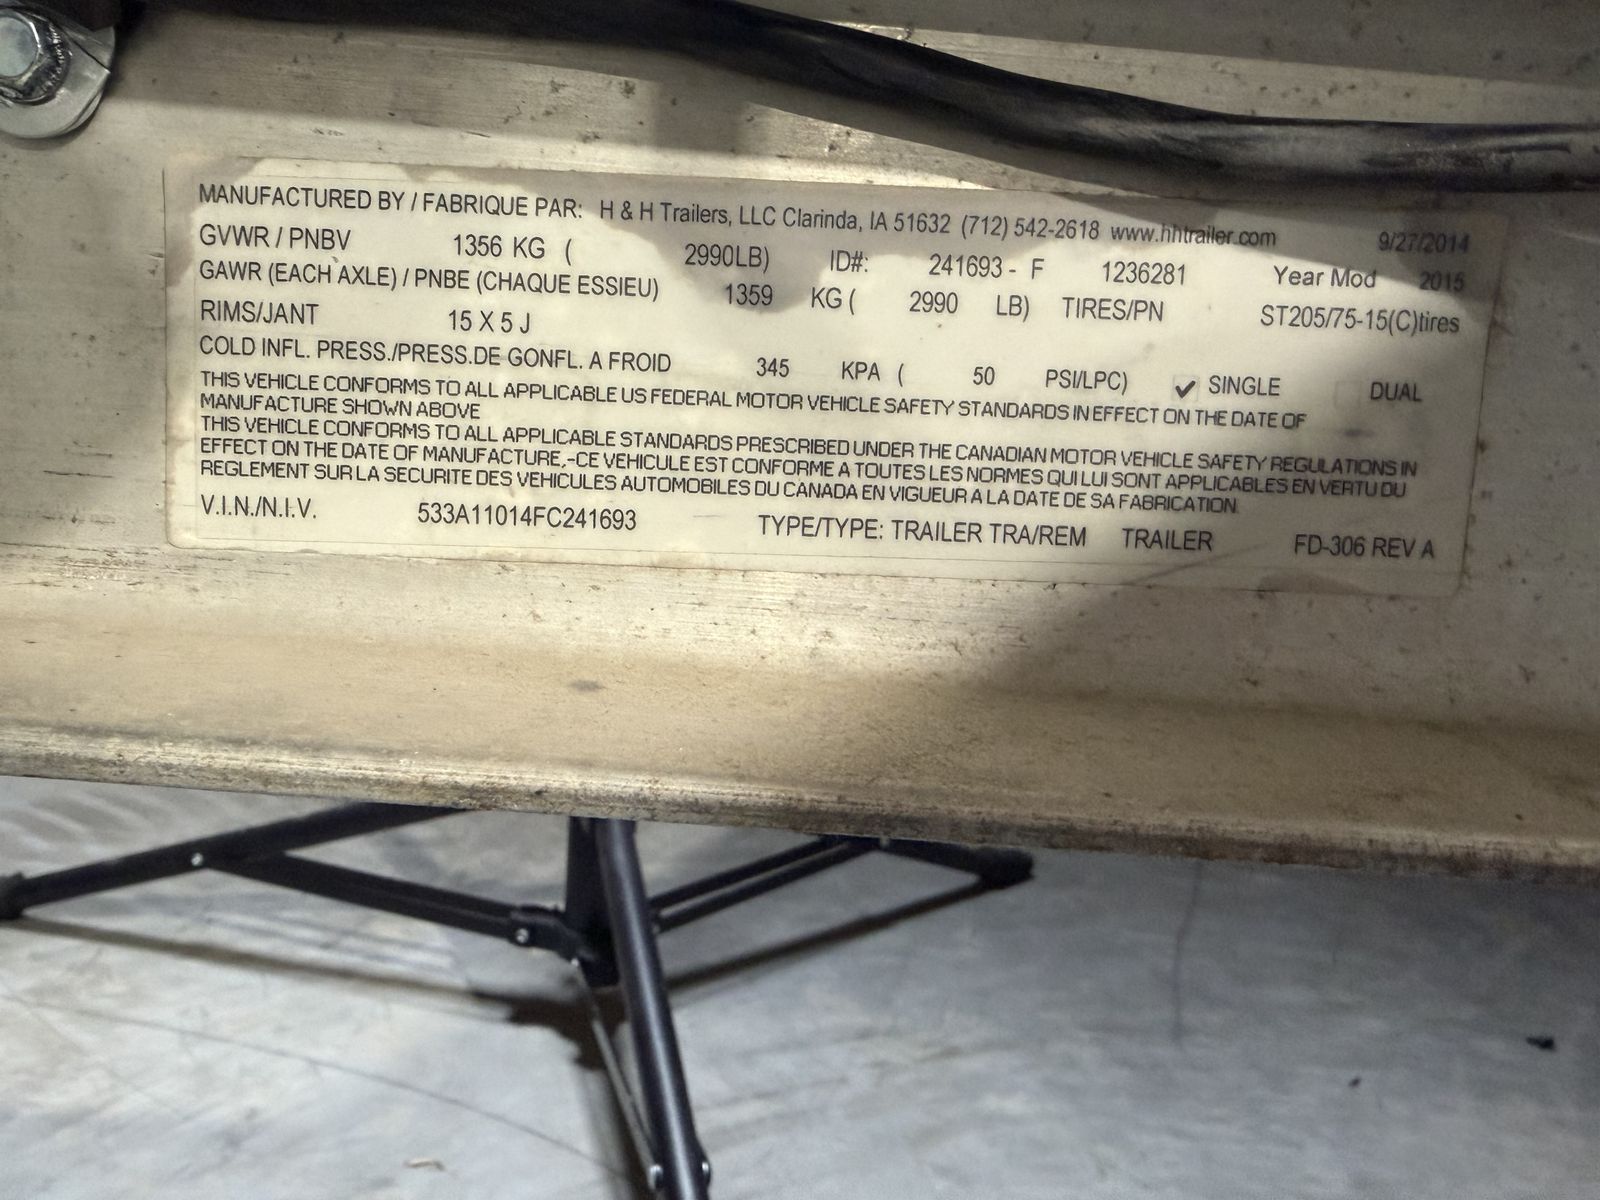 MANUFACTURED BY / FABRIQUE PAR: H & H Trailers, LLC Clarinda, IA 51632 (712) 542-2618 www.hhtrailer.com 9/27/2014
GVWR / PNBV 1356 KG ( 2990LB) ID#: 241693 - F 1236281 Year Mod 2015
GAWR (EACH AXLE) / PNBE (CHAQUE ESSIEU) 1359 KG ( 2990 LB) TIRES/PN ST205/75-15(C)tires
RIMS/JANT 15 X 5 J
COLD INFL. PRESS./PRESS.DE GONFL. A FROID 345 KPA ( 50 PSI/LPC) ✓ SINGLE DUAL
THIS VEHICLE CONFORMS TO ALL APPLICABLE US FEDERAL MOTOR VEHICLE SAFETY STANDARDS IN EFFECT ON THE DATE OF
MANUFACTURE SHOWN ABOVE
THIS VEHICLE CONFORMS TO ALL APPLICABLE STANDARDS PRESCRIBED UNDER THE CANADIAN MOTOR VEHICLE SAFETY REGULATIONS IN
EFFECT ON THE DATE OF MANUFACTURE,-CE VEHICULE EST CONFORME A TOUTES LES NORMES QUI LUI SONT APPLICABLES EN VERTU DU
REGLEMENT SUR LA SECURITE DES VEHICULES AUTOMOBILES DU CANADA EN VIGUEUR A LA DATE DE SA FABRICATION.
V.I.N./N.I.V. 533A11014FC241693 TYPE/TYPE: TRAILER TRA/REM TRAILER FD-306 REV A